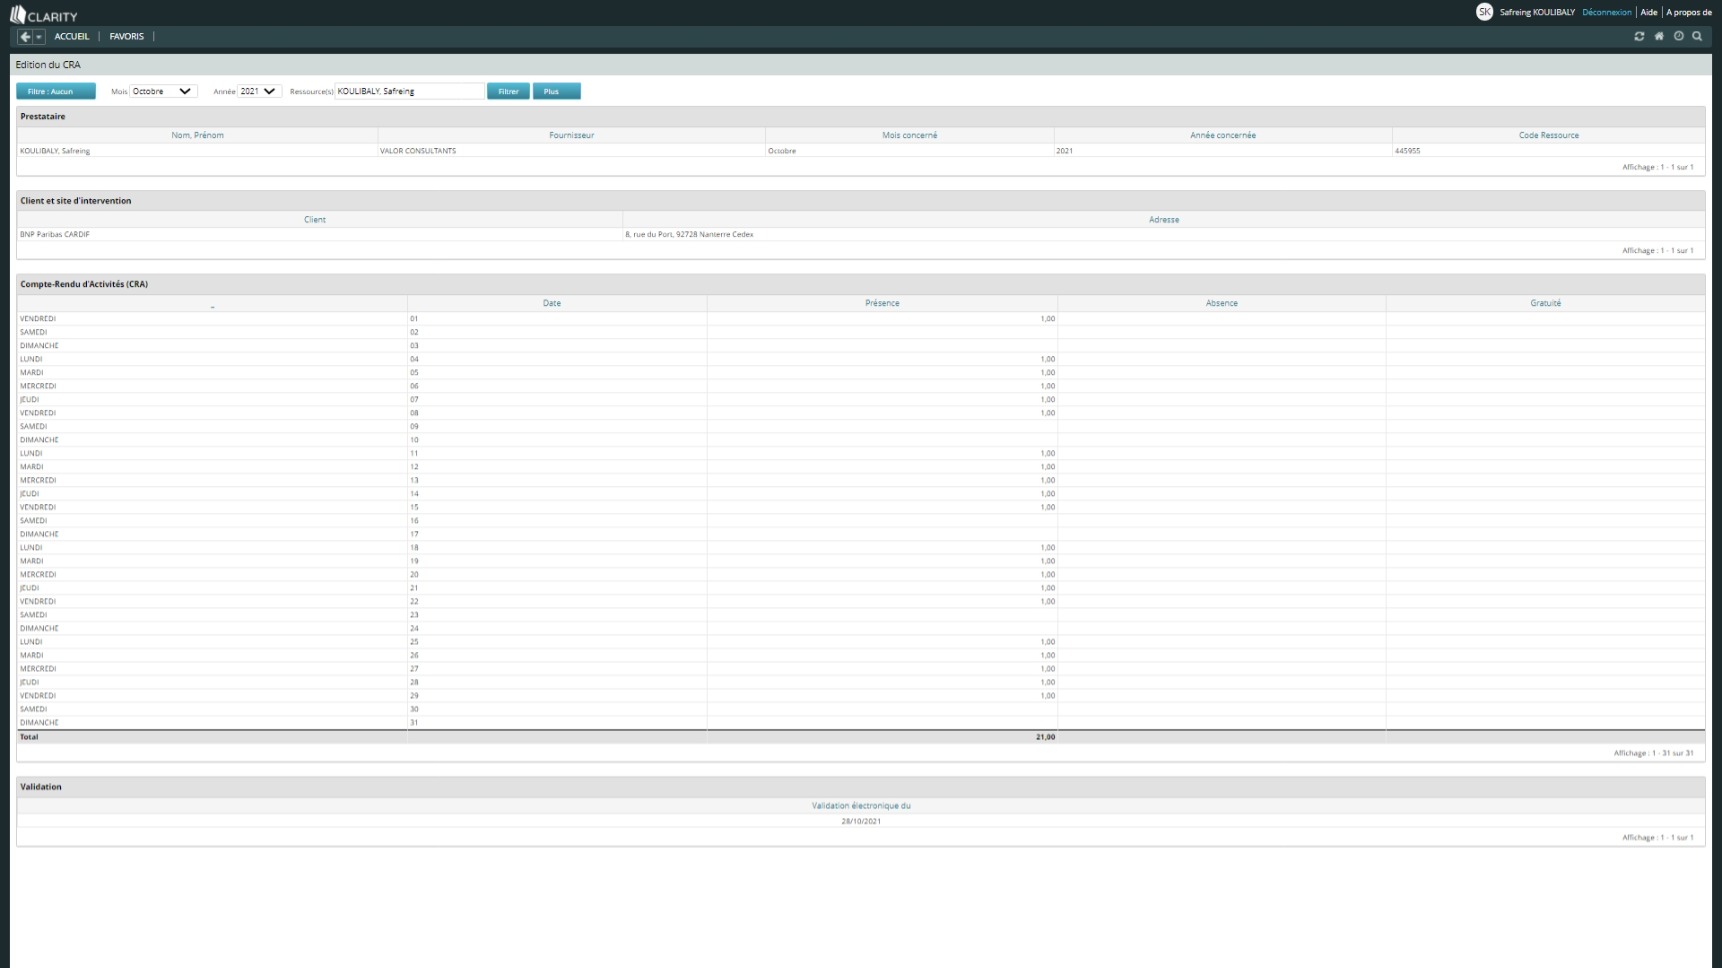 CLARITY
SK Safreing KOULIBALY Déconnexion | Aide | A propos de
ACCUEIL | FAVORIS |
Edition du CRA
Filtre : Aucun Mois Octobre Année 2021 Ressource(s) KOULIBALY, Safreing Filtrer Plus
Prestataire
Nom, Prénom Fournisseur Mois concerné Année concernée Code Ressource
KOULIBALY, Safreing VALOR CONSULTANTS Octobre 2021 445955
Affichage : 1 - 1 sur 1
Client et site d'intervention
Client Adresse
BNP Paribas CARDIF 8, rue du Port, 92728 Nanterre Cedex
Affichage : 1 - 1 sur 1
Compte-Rendu d'Activités (CRA)
Date Présence Absence Gratuité
VENDREDI 01 1,00
SAMEDI 02
DIMANCHE 03
LUNDI 04 1,00
MARDI 05 1,00
MERCREDI 06 1,00
JEUDI 07 1,00
VENDREDI 08 1,00
SAMEDI 09
DIMANCHE 10
LUNDI 11 1,00
MARDI 12 1,00
MERCREDI 13 1,00
JEUDI 14 1,00
VENDREDI 15 1,00
SAMEDI 16
DIMANCHE 17
LUNDI 18 1,00
MARDI 19 1,00
MERCREDI 20 1,00
JEUDI 21 1,00
VENDREDI 22 1,00
SAMEDI 23
DIMANCHE 24
LUNDI 25 1,00
MARDI 26 1,00
MERCREDI 27 1,00
JEUDI 28 1,00
VENDREDI 29 1,00
SAMEDI 30
DIMANCHE 31
Total 21,00
Affichage : 1 - 31 sur 31
Validation
Validation électronique du
28/10/2021
Affichage : 1 - 1 sur 1